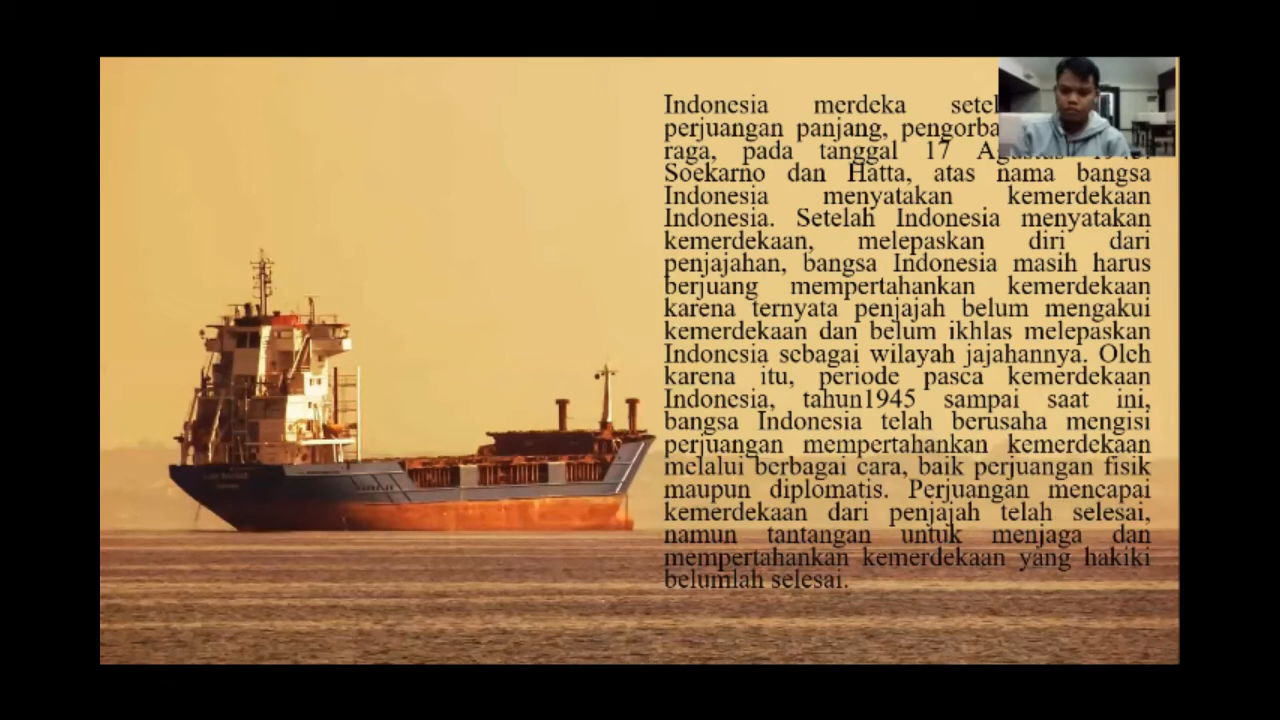 Indonesia merdeka
perjuangan panjang,
raga, pada tanggal 17
Soekarno dan Hatta, atas nama bangsa
Indonesia menyatakan kemerdekaan
Indonesia. Setelah Indonesia menyatakan
kemerdekaan, melepaskan diri dari
penjajahan, bangsa Indonesia masih harus
berjuang mempertahankan kemerdekaan
karena ternyata penjajah belum mengakui
kemerdekaan dan belum ikhlas melepaskan
Indonesia sebagai wilayah jajahannya. Oleh
karena itu, periode pasca kemerdekaan
Indonesia, tahun1945 sampai saat ini,
bangsa Indonesia telah berusaha mengisi
perjuangan mempertahankan kemerdekaan
melalui berbagai cara, baik perjuangan fisik
maupun diplomatis. Perjuangan mencapai
kemerdekaan dari penjajah telah selesai,
namun tantangan untuk menjaga dan
mempertahankan kemerdekaan yang hakiki
belumlah selesai.